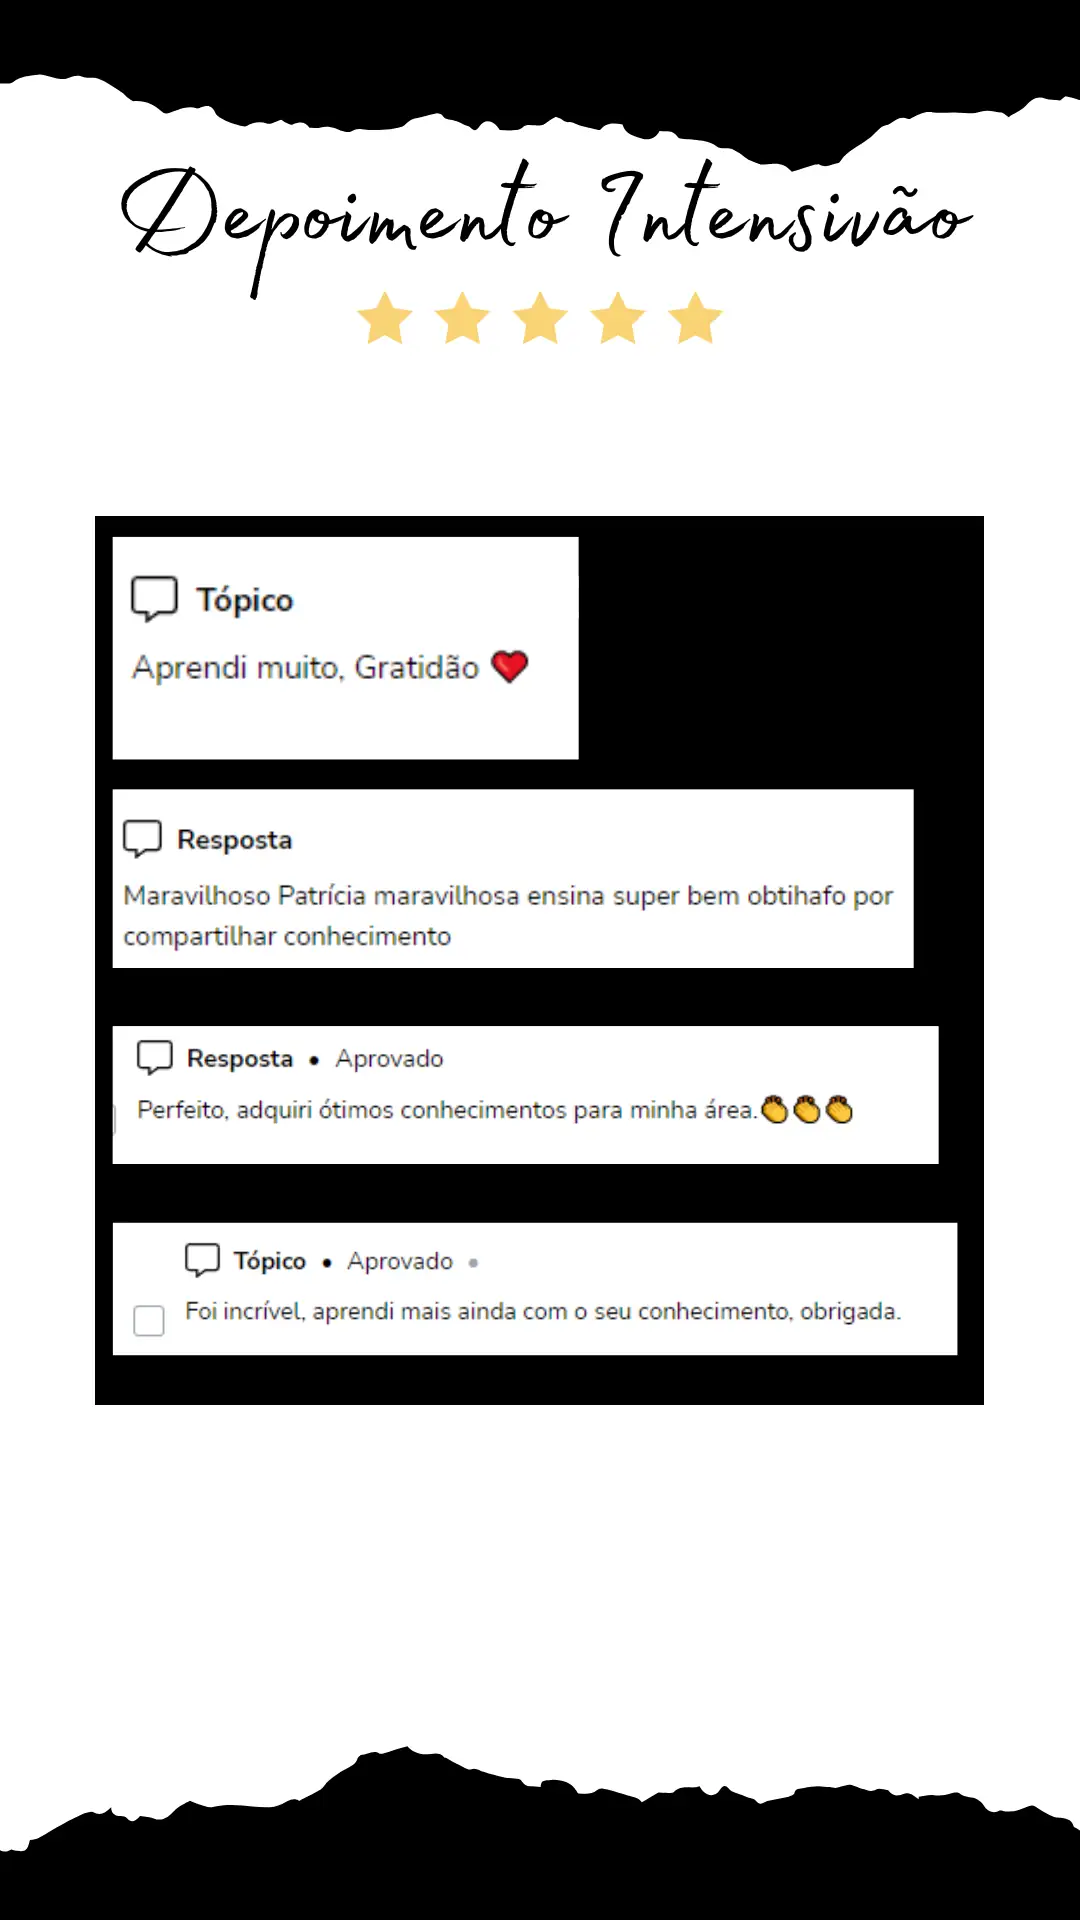 Depoimento Intensivão
Tópico
Aprendi muito, Gratidão ❤️
Resposta
Maravilhoso Patrícia maravilhosa ensina super bem obtihafo por
compartilhar conhecimento
Resposta • Aprovado
Perfeito, adquiri ótimos conhecimentos para minha área.👏👏👏
Tópico • Aprovado •
Foi incrível, aprendi mais ainda com o seu conhecimento, obrigada.